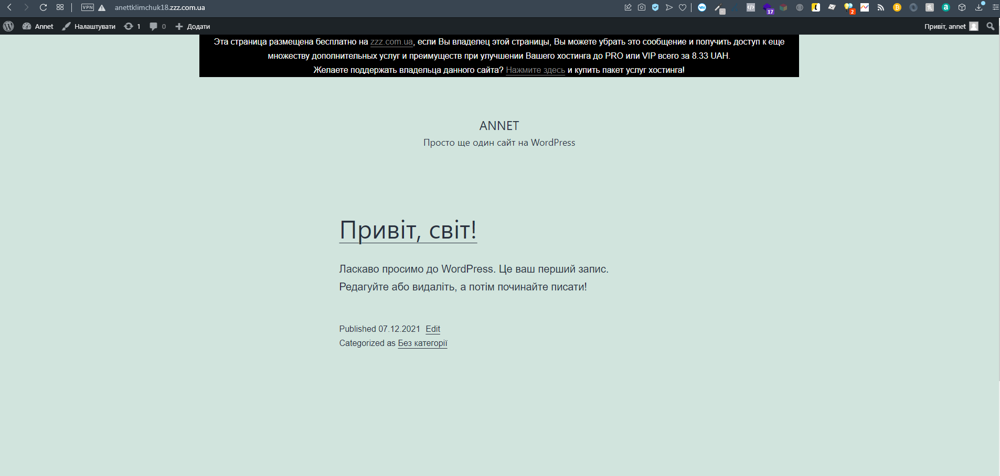 VPN anettklimchuk18.zzz.com.ua 17 2
Annet Налаштувати 1 0 Додати Привіт, annet
Эта страница размещена бесплатно на zzz.com.ua, если Вы владелец этой страницы, Вы можете убрать это сообщение и получить доступ к еще
множеству дополнительных услуг и преимуществ при улучшении Вашего хостинга до PRO или VIP всего за 8.33 UAH.
Желаете поддержать владельца данного сайта? Нажмите здесь и купить пакет услуг хостинга!
ANNET
Просто ще один сайт на WordPress
Привіт, світ!
Ласкаво просимо до WordPress. Це ваш перший запис.
Редагуйте або видаліть, а потім починайте писати!
Published 07.12.2021 Edit
Categorized as Без категорії